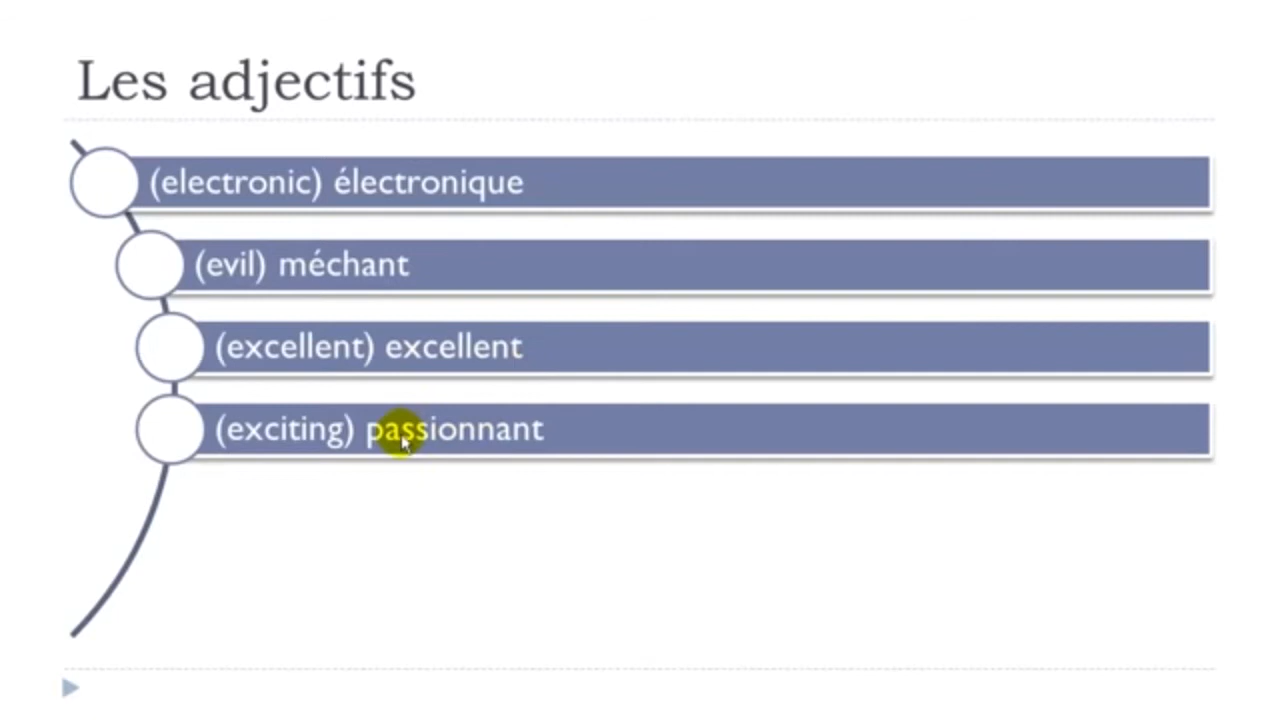 Les adjectifs
(electronic) électronique
(evil) méchant
(excellent) excellent
(exciting) passionnant